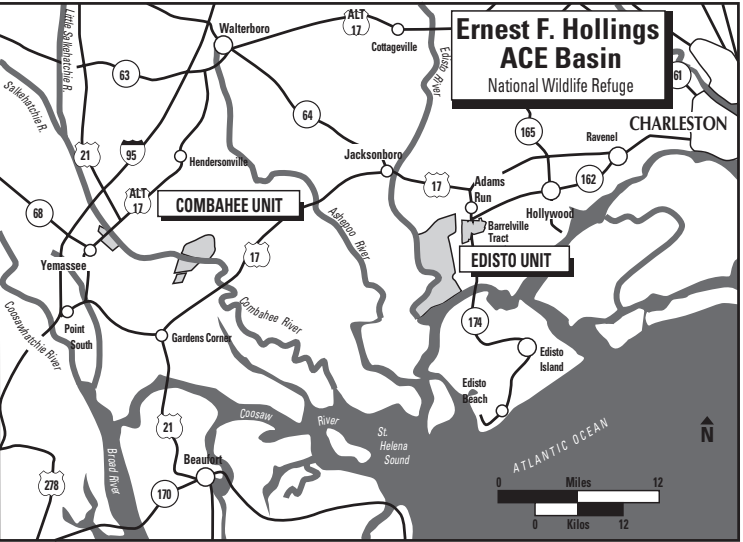 Ernest F. Hollings
ACE Basin
National Wildlife Refuge
Little Salkehatchie R.
Salkehatchie R.
Walterboro
ALT
17
Cottageville
Edisto River
61
63
64
165
Ravenel
CHARLESTON
21
95
Hendersonville
Jacksonboro
17
Adams
Run
162
Hollywood
ALT
17
68
COMBAHEE UNIT
Ashepoo River
Barrelville
Tract
EDISTO UNIT
Yemassee
17
Combahee River
Coosawhatchie River
Point
South
Gardens Corner
174
Edisto
Island
Edisto
Beach
Coosaw
River
St.
Helena
Sound
ATLANTIC OCEAN
N
21
Broad River
Beaufort
278
170
0 Miles 12
0 Kilos 12